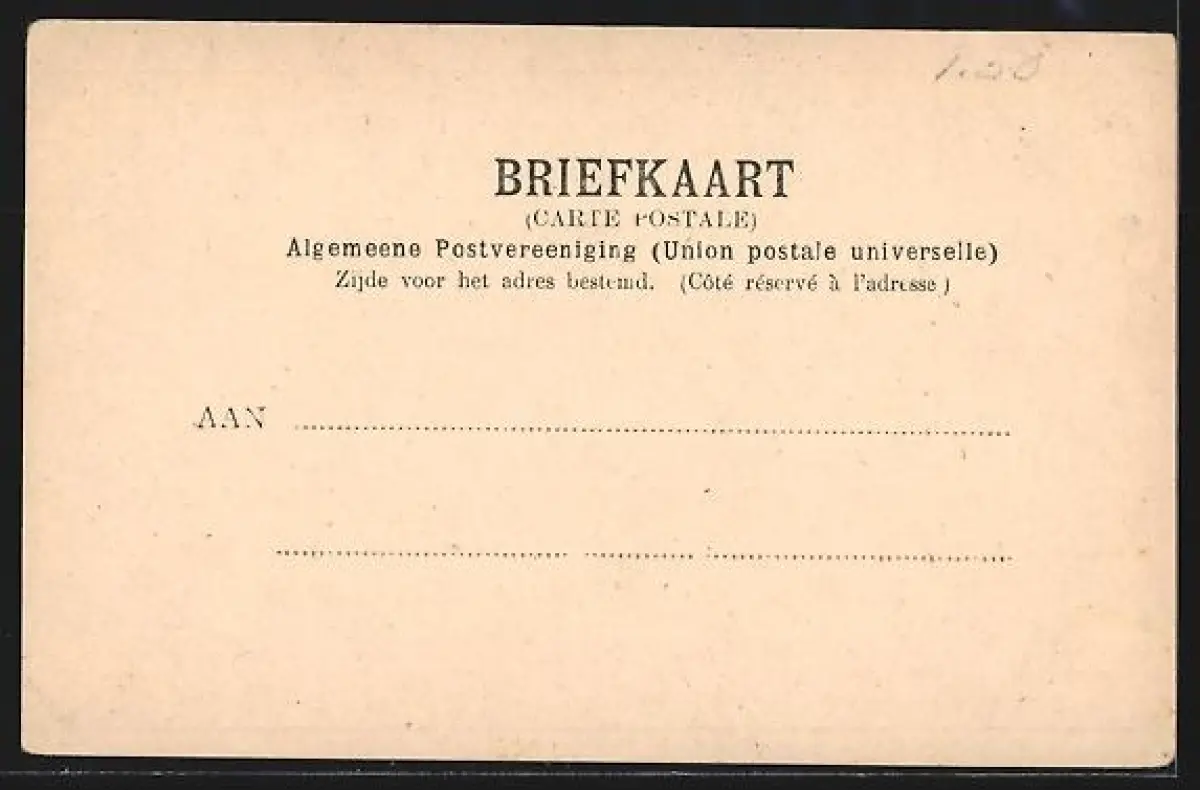 BRIEFKAART
(CARTE POSTALE)
Algemeene Postvereeniging (Union postale universelle)
Zijde voor het adres bestemd. (Côté réservé à l'adresse)
AAN